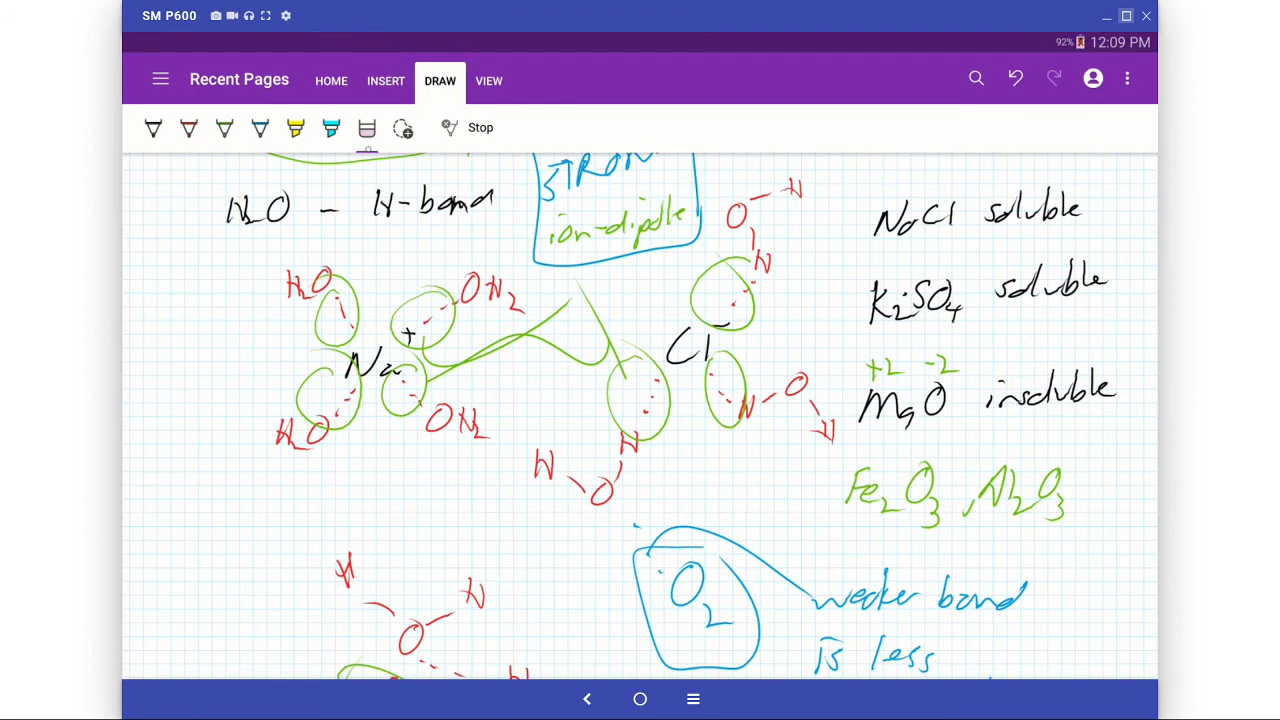 SM P600
92% 12:09 PM
Recent Pages HOME INSERT DRAW VIEW
Stop
STRON
ion-dipole
H2O - H-bond
H2O
OH2
Na+
H2O
OH2
O-H
H
Cl-
H-O
H
H
H O
NaCl soluble
K2SO4 soluble
+2 -2
MgO insoluble
Fe2O3, Al2O3
H H
O
H
O2
weaker bond
is less